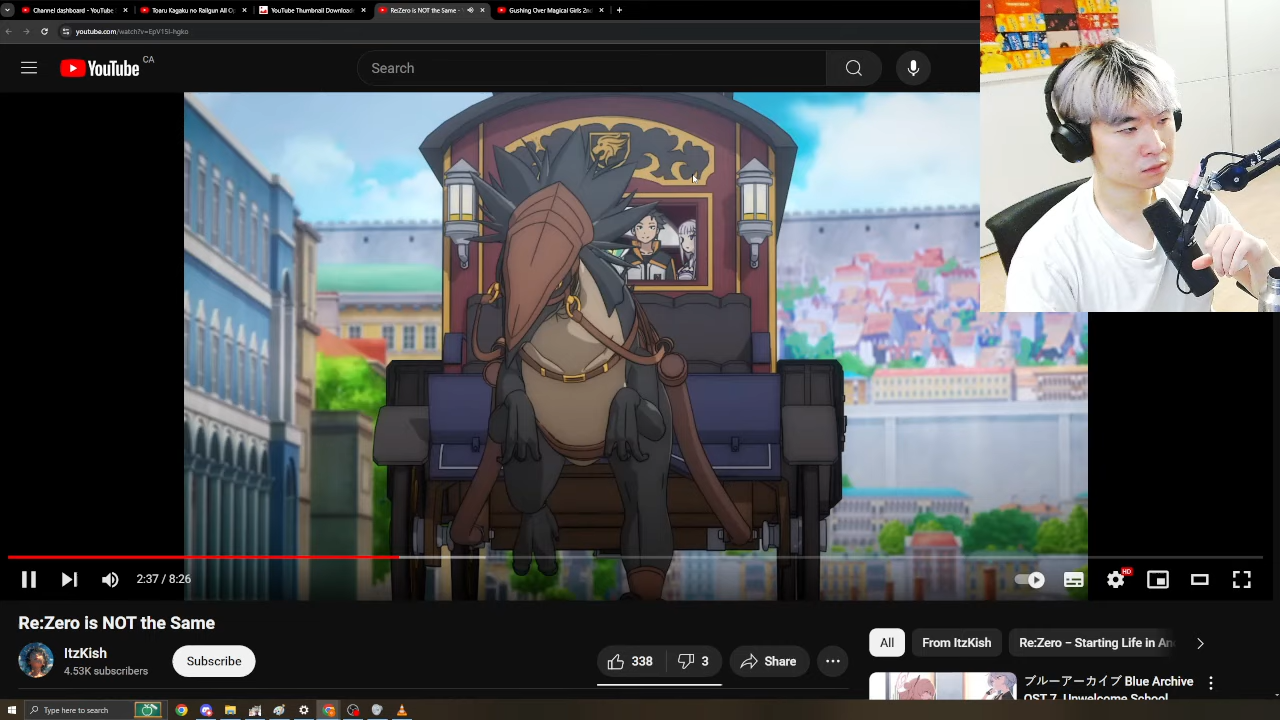 Channel dashboard - YouTube
Toaru Kagaku no Railgun All Op
YouTube Thumbnail Download
Re:Zero is NOT the Same -
Gushing Over Magical Girls 2nd
youtube.com/watch?v=EpV1Sl-hgko
YouTube CA
Search
2:37 / 8:26
HD
Re:Zero is NOT the Same
ItzKish
4.53K subscribers
Subscribe
338
3
Share
All
From ItzKish
Re:Zero − Starting Life in An
ブルーアーカイブ Blue Archive
OST 7. Unwelcome School
Type here to search